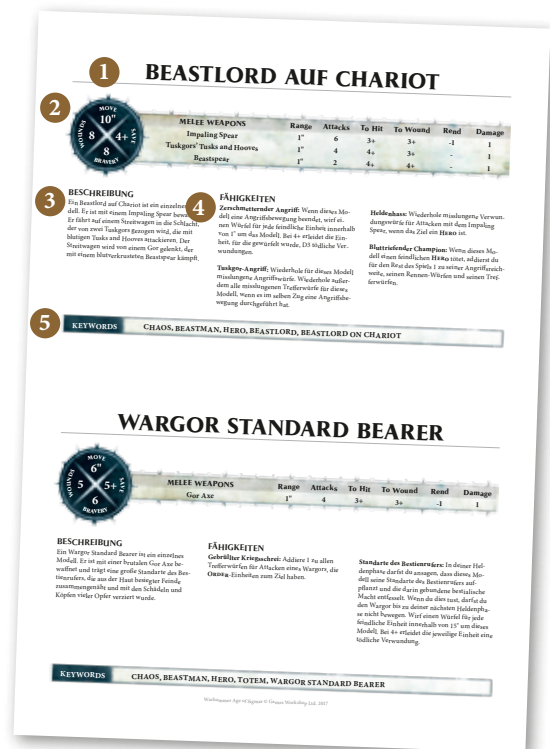 1
BEASTLORD AUF CHARIOT
2
MOVE
10"
WOUNDS
8
4+
SAVE
8
BRAVERY
MELEE WEAPONS Range Attacks To Hit To Wound Rend Damage
Impaling Spear 1" 6 3+ 3+ -1 1
Tuskgors' Tusks and Hooves 1" 4 4+ 3+ - 1
Beastspear 1" 2 4+ 4+ - 1
3
BESCHREIBUNG
Ein Beastlord auf Chariot ist ein einzelnes
dell. Er ist mit einem Impaling Spear
Er führt auf einem Streitwagen in die Schlacht,
der von zwei Tuskgors gezogen wird, die mit
blutigen Tusks and Hooves attackieren. Der
Streitwagen wird von einem Gor gelenkt, der
mit einem blutverkrusteten Beastspear kämpft.
4
FÄHIGKEITEN
Zerschmetternder Angriff: Wenn dieses Mo-
dell eine Angriffsbewegung beendet, wirf ei-
nen Würfel für jede feindliche Einheit innerhalb
von 1" um das Modell. Bei 4+ erleidet die Ein-
heit, für die gewürfelt wurde, D3 tödliche Ver-
wundungen.
Tuskgor-Angriff: Wiederhole für dieses Modell
misslungene Angriffswürfe. Wiederhole außer-
dem alle misslungenen Trefferwürfe für dieses
Modell, wenn es im selben Zug eine Angriffsbe-
wegung durchgeführt hat.
Heldenhass: Wiederhole misslungene Verwun-
dungswürfe für Attacken mit dem Impaling
Spear, wenn das Ziel ein HERO ist.
Bluttriefender Champion: Wenn dieses Mo-
dell einen feindlichen HERO tötet, addierst du
für den Rest des Spiels 1 zu seiner Angriffsreich-
weite, seinen Rennen-Würfen und seinen Tref-
ferwürfen.
5
KEYWORDS CHAOS, BEASTMAN, HERO, BEASTLORD, BEASTLORD ON CHARIOT
WARGOR STANDARD BEARER
MOVE
6"
WOUNDS
5
5+
SAVE
6
BRAVERY
MELEE WEAPONS Range Attacks To Hit To Wound Rend Damage
Gor Axe 1" 4 3+ 3+ -1 1
BESCHREIBUNG
Ein Wargor Standard Bearer ist ein einzelnes
Modell. Er ist mit einer brutalen Gor Axe be-
waffnet und trägt eine große Standarte des Bes-
tienrufers, die aus der Haut besiegter Feinde
zusammengenäht und mit den Schädeln und
Köpfen vieler Opfer verziert wurde.
FÄHIGKEITEN
Gebrüllter Kriegsschrei: Addiere 1 zu allen
Trefferwürfen für Attacken eines Wargors, die
ORDER-Einheiten zum Ziel haben.
Standarte des Bestienrufers: In deiner Hel-
denphase darfst du ansagen, dass dieses Mo-
dell seine Standarte des Bestienrufers auf-
pflanzt und die darin gebundene bestialische
Macht entfesselt. Wenn du dies tust, darfst du
den Wargor bis zu deiner nächsten Heldenpha-
se nicht bewegen. Wirf einen Würfel für jede
feindliche Einheit innerhalb von 15" um dieses
Modell. Bei 4+ erleidet die jeweilige Einheit eine
tödliche Verwundung.
KEYWORDS CHAOS, BEASTMAN, HERO, TOTEM, WARGOR STANDARD BEARER
Warhammer Age of Sigmar © Games Workshop Ltd. 2017